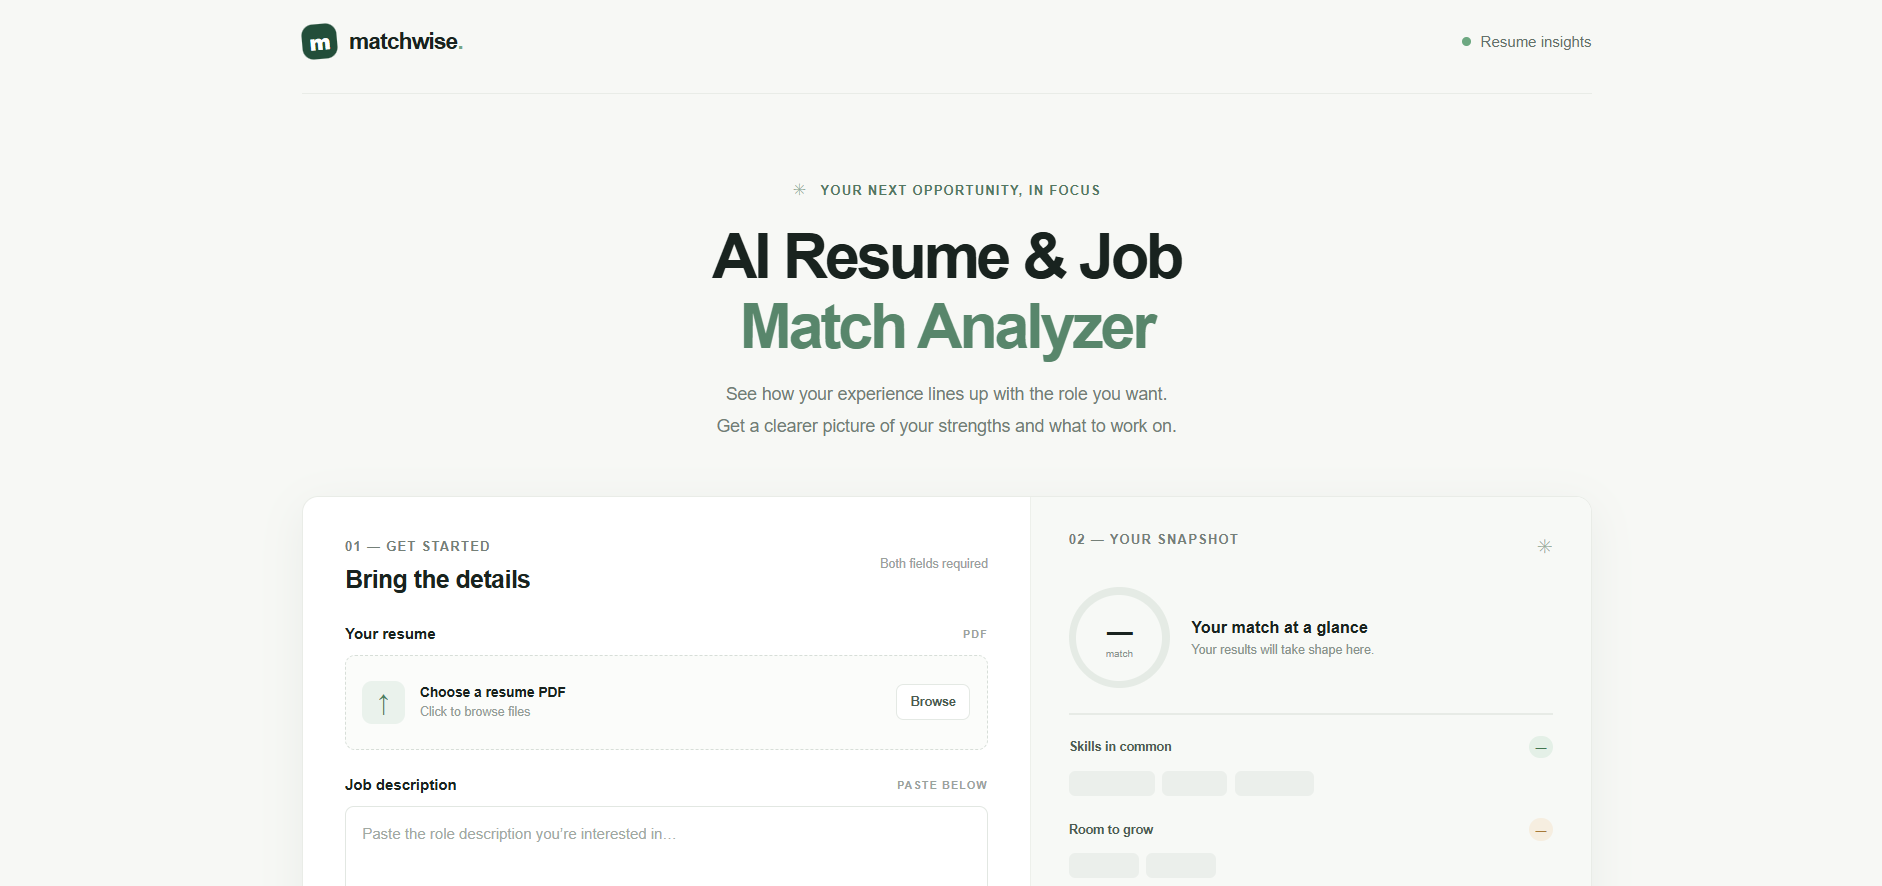 m matchwise.
Resume insights
YOUR NEXT OPPORTUNITY, IN FOCUS
AI Resume & Job
Match Analyzer
See how your experience lines up with the role you want.
Get a clearer picture of your strengths and what to work on.
01 — GET STARTED
Bring the details
Both fields required
Your resume
PDF
↑
Choose a resume PDF
Click to browse files
Browse
Job description
PASTE BELOW
Paste the role description you’re interested in…
02 — YOUR SNAPSHOT
—
match
Your match at a glance
Your results will take shape here.
Skills in common
—
Room to grow
—